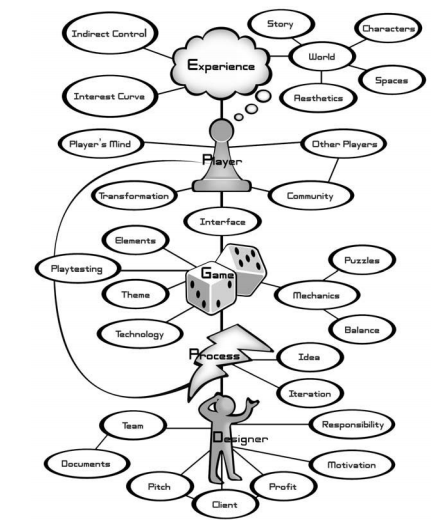 Story
Characters
Indirect Control
World
Experience
Spaces
Interest Curve
Aesthetics
Player's Mind
Other Players
Player
Transformation
Community
Interface
Elements
Puzzles
Playtesting
Game
Theme
Mechanics
Technology
Balance
Process
Idea
Iteration
Team
Responsibility
Designer
Documents
Motivation
Pitch
Profit
Client